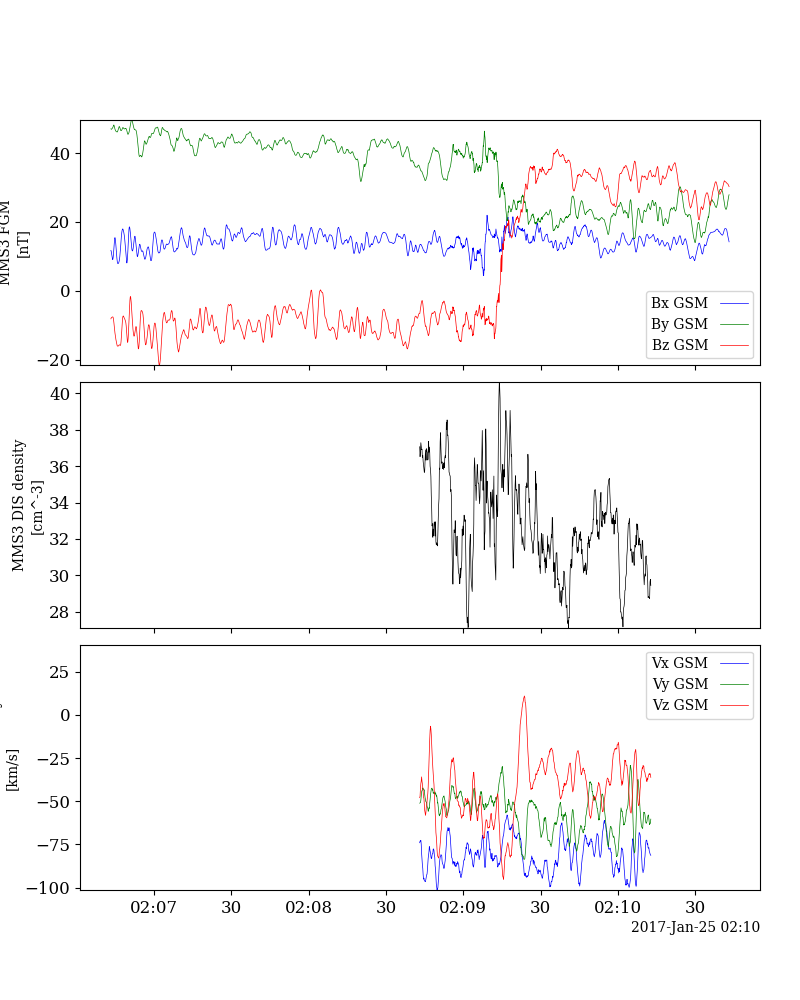 MMS3 FGM
[nT]
40
20
0
−20
Bx GSM
By GSM
Bz GSM
MMS3 DIS density
[cm^-3]
40
38
36
34
32
30
28
[km/s]
25
0
−25
−50
−75
−100
Vx GSM
Vy GSM
Vz GSM
02:07
30
02:08
30
02:09
30
02:10
30
2017-Jan-25 02:10